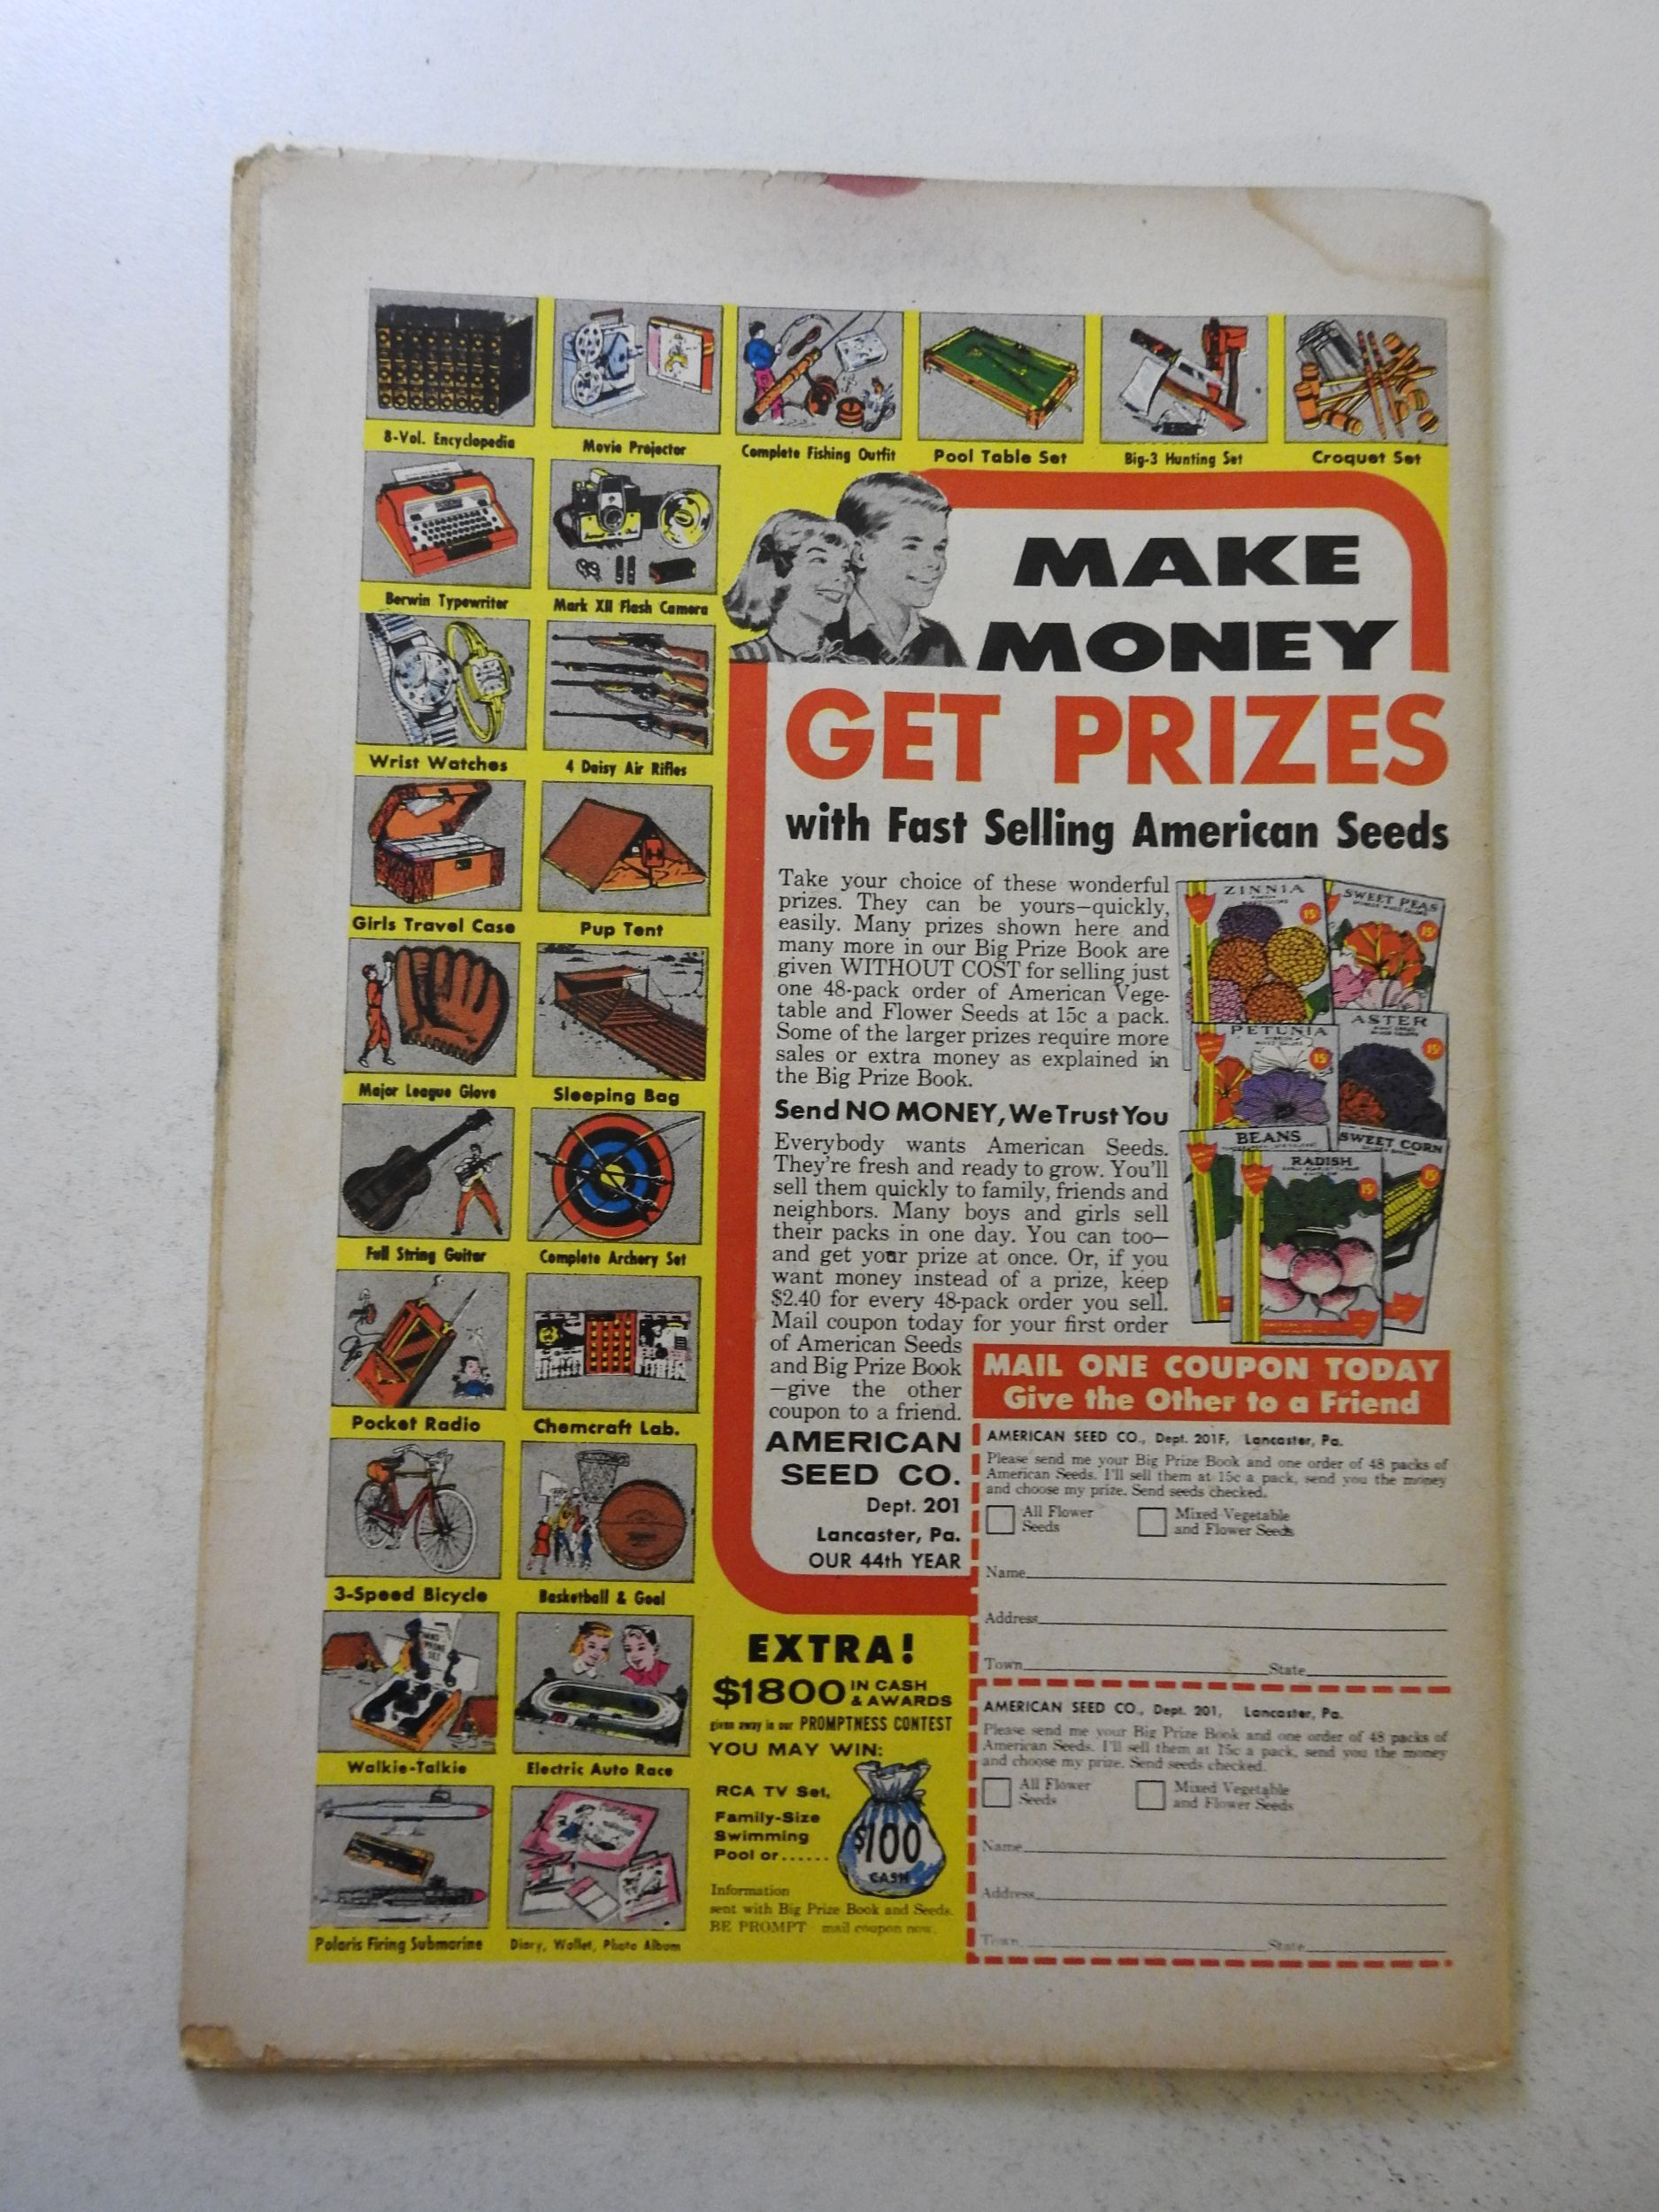 8-Vol. Encyclopedia
Movie Projector
Complete Fishing Outfit
Pool Table Set
Big-3 Hunting Set
Croquet Set
Berwin Typewriter
Mark XII Flash Camera
Wrist Watches
4 Daisy Air Rifles
Girls Travel Case
Pup Tent
Major League Glove
Sleeping Bag
Full String Guitar
Complete Archery Set
Pocket Radio
Chemcraft Lab.
3-Speed Bicycle
Basketball & Goal
Walkie-Talkie
Electric Auto Race
Polaris Firing Submarine
Diary, Wallet, Photo Album
MAKE
MONEY
GET PRIZES
with Fast Selling American Seeds
Take your choice of these wonderful
prizes. They can be yours—quickly,
easily. Many prizes shown here and
many more in our Big Prize Book are
given WITHOUT COST for selling just
one 48-pack order of American Vege-
table and Flower Seeds at 15c a pack.
Some of the larger prizes require more
sales or extra money as explained in
the Big Prize Book.
Send NO MONEY, We Trust You
Everybody wants American Seeds.
They're fresh and ready to grow. You'll
sell them quickly to family, friends and
neighbors. Many boys and girls sell
their packs in one day. You can too—
and get your prize at once. Or, if you
want money instead of a prize, keep
$2.40 for every 48-pack order you sell.
Mail coupon today for your first order
of American Seeds
and Big Prize Book
—give the other
coupon to a friend.
AMERICAN
SEED CO.
Dept. 201
Lancaster, Pa.
OUR 44th YEAR
ZINNIA
15¢
SWEET PEAS
15¢
PETUNIA
15¢
ASTER
15¢
BEANS
SWEET CORN
15¢
RADISH
15¢
MAIL ONE COUPON TODAY
Give the Other to a Friend
AMERICAN SEED CO., Dept. 201F, Lancaster, Pa.
Please send me your Big Prize Book and one order of 48 packs of
American Seeds. I'll sell them at 15c a pack, send you the money
and choose my prize. Send seeds checked.
All Flower
Seeds
Mixed Vegetable
and Flower Seeds
Name
Address
Town State
AMERICAN SEED CO., Dept. 201, Lancaster, Pa.
Please send me your Big Prize Book and one order of 48 packs of
American Seeds. I'll sell them at 15c a pack, send you the money
and choose my prize. Send seeds checked.
All Flower
Seeds
Mixed Vegetable
and Flower Seeds
Name
Address
Town State
EXTRA!
$1800 IN CASH
& AWARDS
given away in our PROMPTNESS CONTEST
YOU MAY WIN:
RCA TV Set,
Family-Size
Swimming
Pool or......
$100
CASH
Information
sent with Big Prize Book and Seeds.
BE PROMPT mail coupon now.